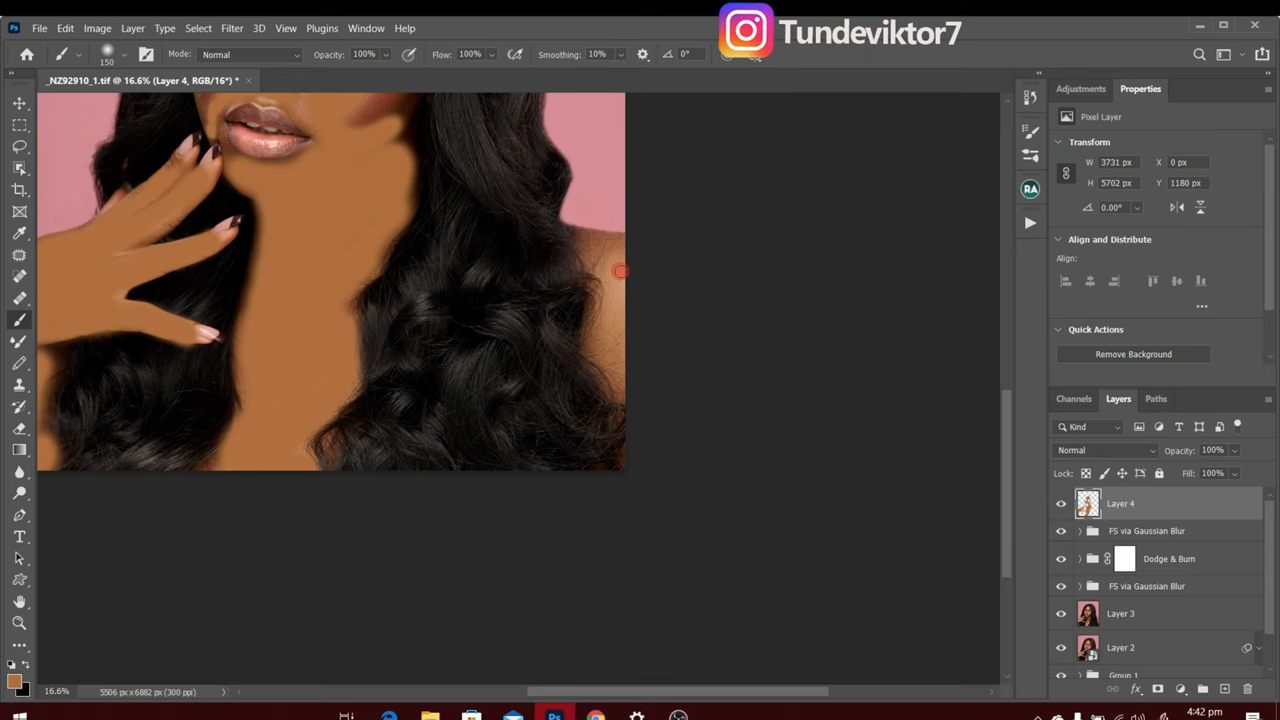 Tundeviktor7
Ps File Edit Image Layer Type Select Filter 3D View Plugins Window Help
150 Mode: Normal Opacity: 100% Flow: 100% Smoothing: 10% 0°
_NZ92910_1.tif @ 16.6% (Layer 4, RGB/16*) * ×
Adjustments Properties
Pixel Layer
Transform
W 3731 px X 0 px
H 5702 px Y 1180 px
0.00°
RA
Align and Distribute
Align:
Quick Actions
Remove Background
Channels Layers Paths
Kind
Normal Opacity: 100%
Lock: Fill: 100%
Layer 4
FS via Gaussian Blur
Dodge & Burn
FS via Gaussian Blur
Layer 3
Layer 2
Group 1
16.6% 5506 px x 6882 px (300 ppi)
Ps
4:42 pm